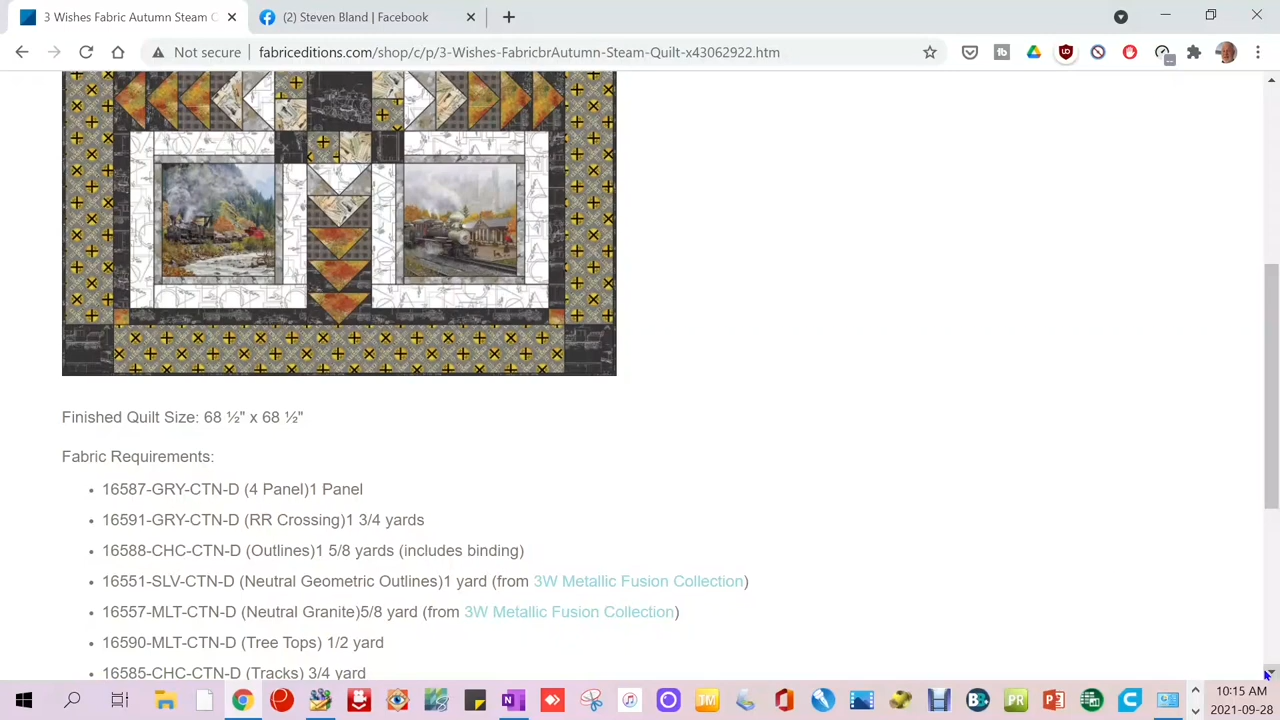 3 Wishes Fabric Autumn Steam
(2) Steven Bland | Facebook
Not secure
fabriceditions.com/shop/c/p/3-Wishes-FabricbrAutumn-Steam-Quilt-x43062922.htm
Finished Quilt Size: 68 ½" x 68 ½"
Fabric Requirements:
16587-GRY-CTN-D (4 Panel)1 Panel
16591-GRY-CTN-D (RR Crossing)1 3/4 yards
16588-CHC-CTN-D (Outlines)1 5/8 yards (includes binding)
16551-SLV-CTN-D (Neutral Geometric Outlines)1 yard (from 3W Metallic Fusion Collection)
16557-MLT-CTN-D (Neutral Granite)5/8 yard (from 3W Metallic Fusion Collection)
16590-MLT-CTN-D (Tree Tops) 1/2 yard
16585-CHC-CTN-D (Tracks) 3/4 yard
10:15 AM
2021-09-28